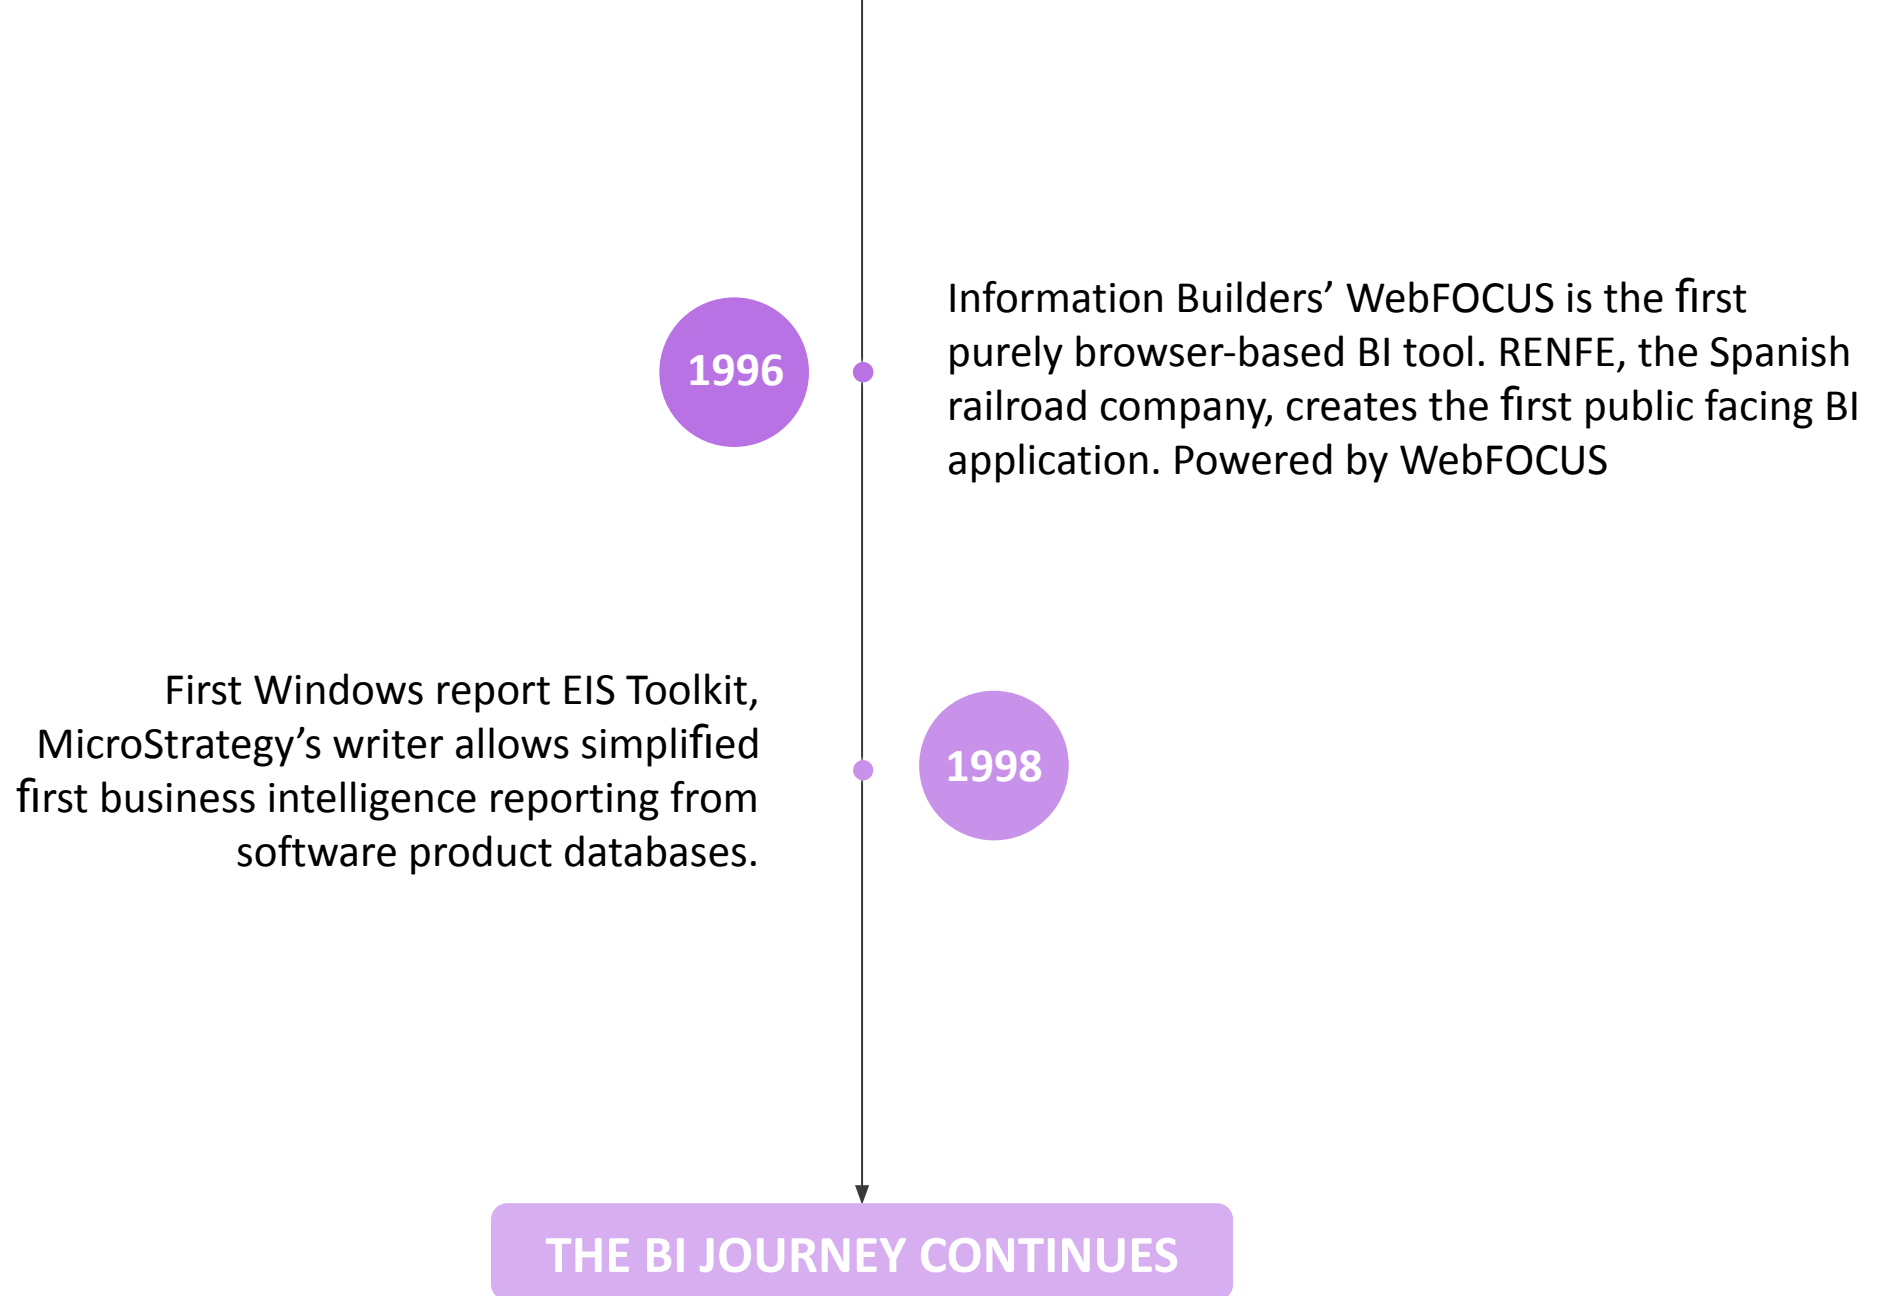 1996
Information Builders’ WebFOCUS is the first
purely browser-based BI tool. RENFE, the Spanish
railroad company, creates the first public facing BI
application. Powered by WebFOCUS
First Windows report EIS Toolkit,
MicroStrategy’s writer allows simplified
first business intelligence reporting from
software product databases.
1998
THE BI JOURNEY CONTINUES